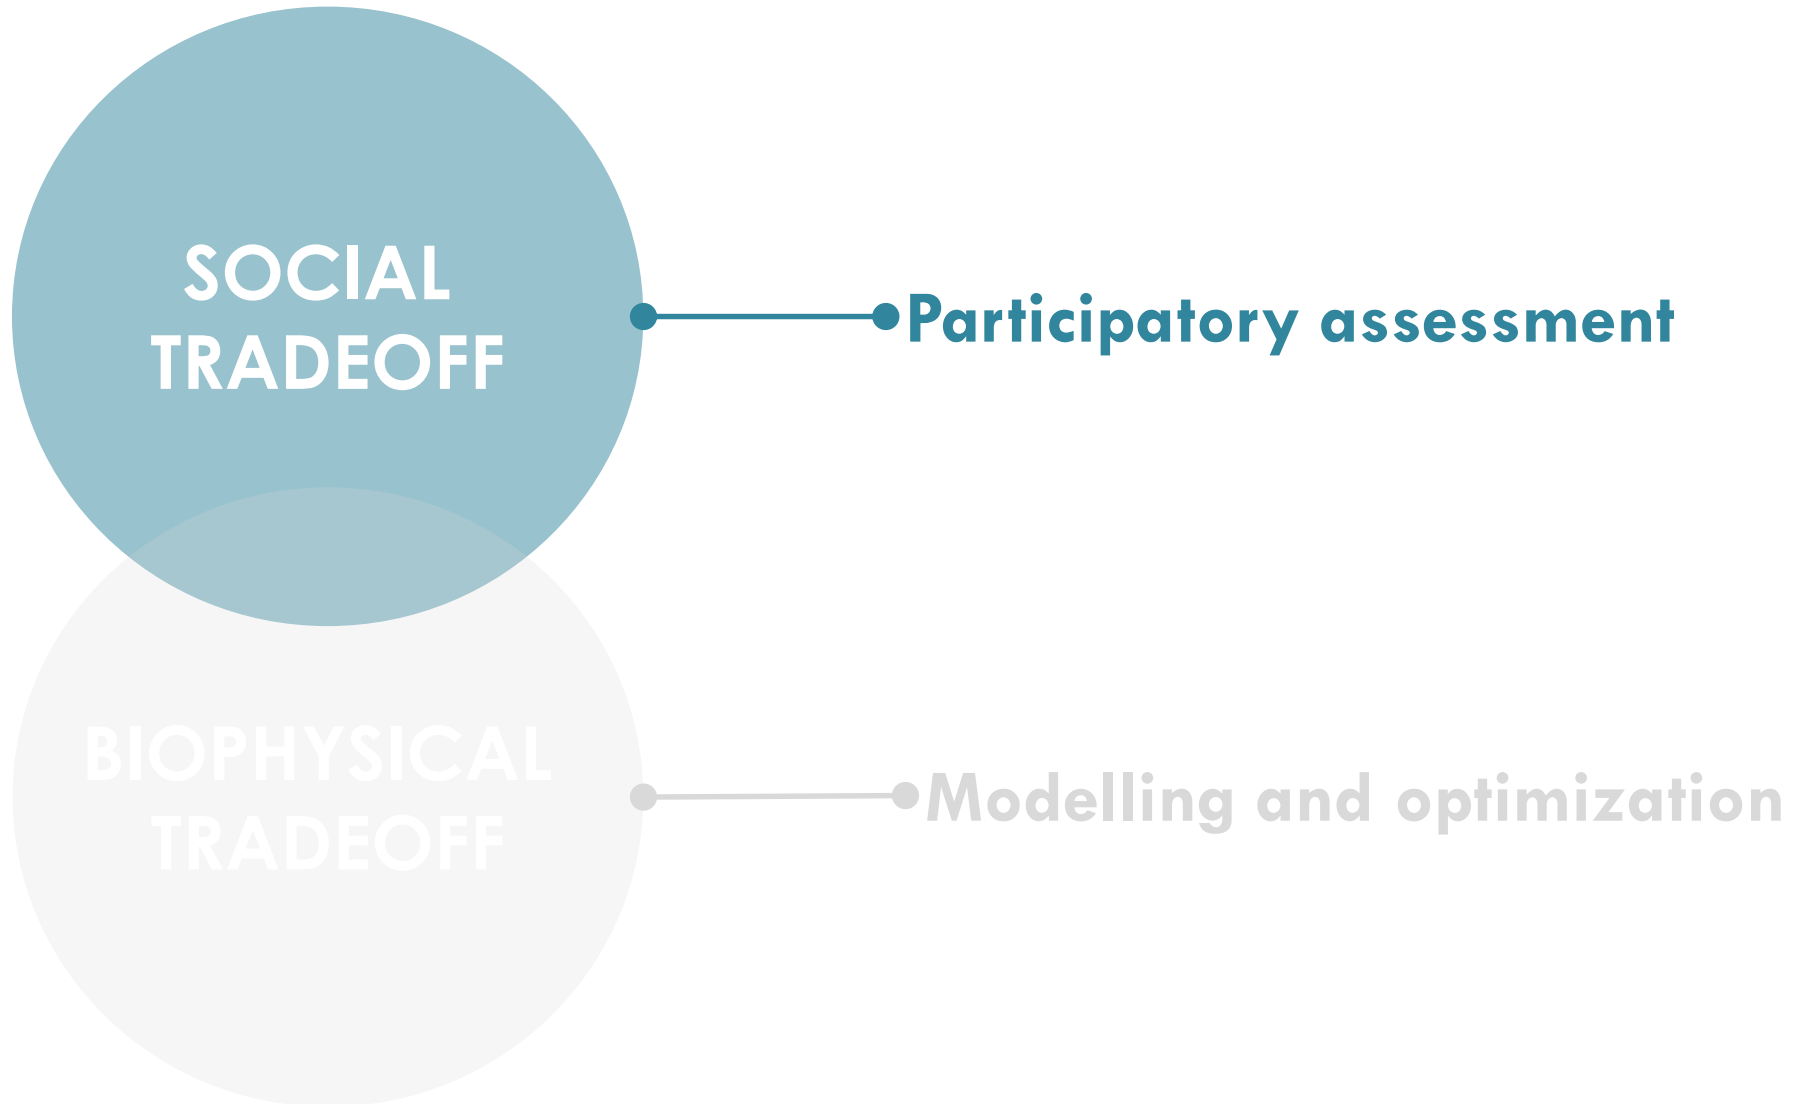 SOCIAL
TRADEOFF
Participatory assessment
BIOPHYSICAL
TRADEOFF
Modelling and optimization